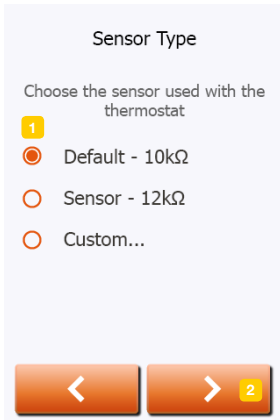 Sensor Type
Choose the sensor used with the
thermostat
1
Default - 10kΩ
Sensor - 12kΩ
Custom...
2